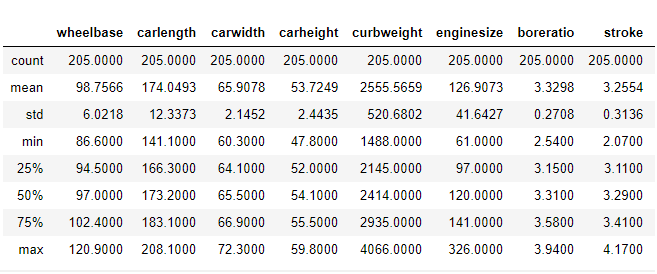 wheelbase carlength carwidth carheight curbweight enginesize boreratio stroke
count 205.0000 205.0000 205.0000 205.0000 205.0000 205.0000 205.0000 205.0000
mean 98.7566 174.0493 65.9078 53.7249 2555.5659 126.9073 3.3298 3.2554
std 6.0218 12.3373 2.1452 2.4435 520.6802 41.6427 0.2708 0.3136
min 86.6000 141.1000 60.3000 47.8000 1488.0000 61.0000 2.5400 2.0700
25% 94.5000 166.3000 64.1000 52.0000 2145.0000 97.0000 3.1500 3.1100
50% 97.0000 173.2000 65.5000 54.1000 2414.0000 120.0000 3.3100 3.2900
75% 102.4000 183.1000 66.9000 55.5000 2935.0000 141.0000 3.5800 3.4100
max 120.9000 208.1000 72.3000 59.8000 4066.0000 326.0000 3.9400 4.1700